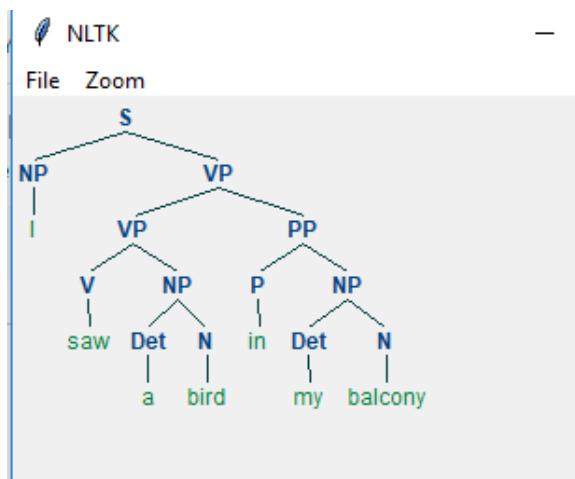 NLTK
File Zoom
S
NP VP
I VP PP
V NP P NP
saw Det N in Det N
a bird my balcony